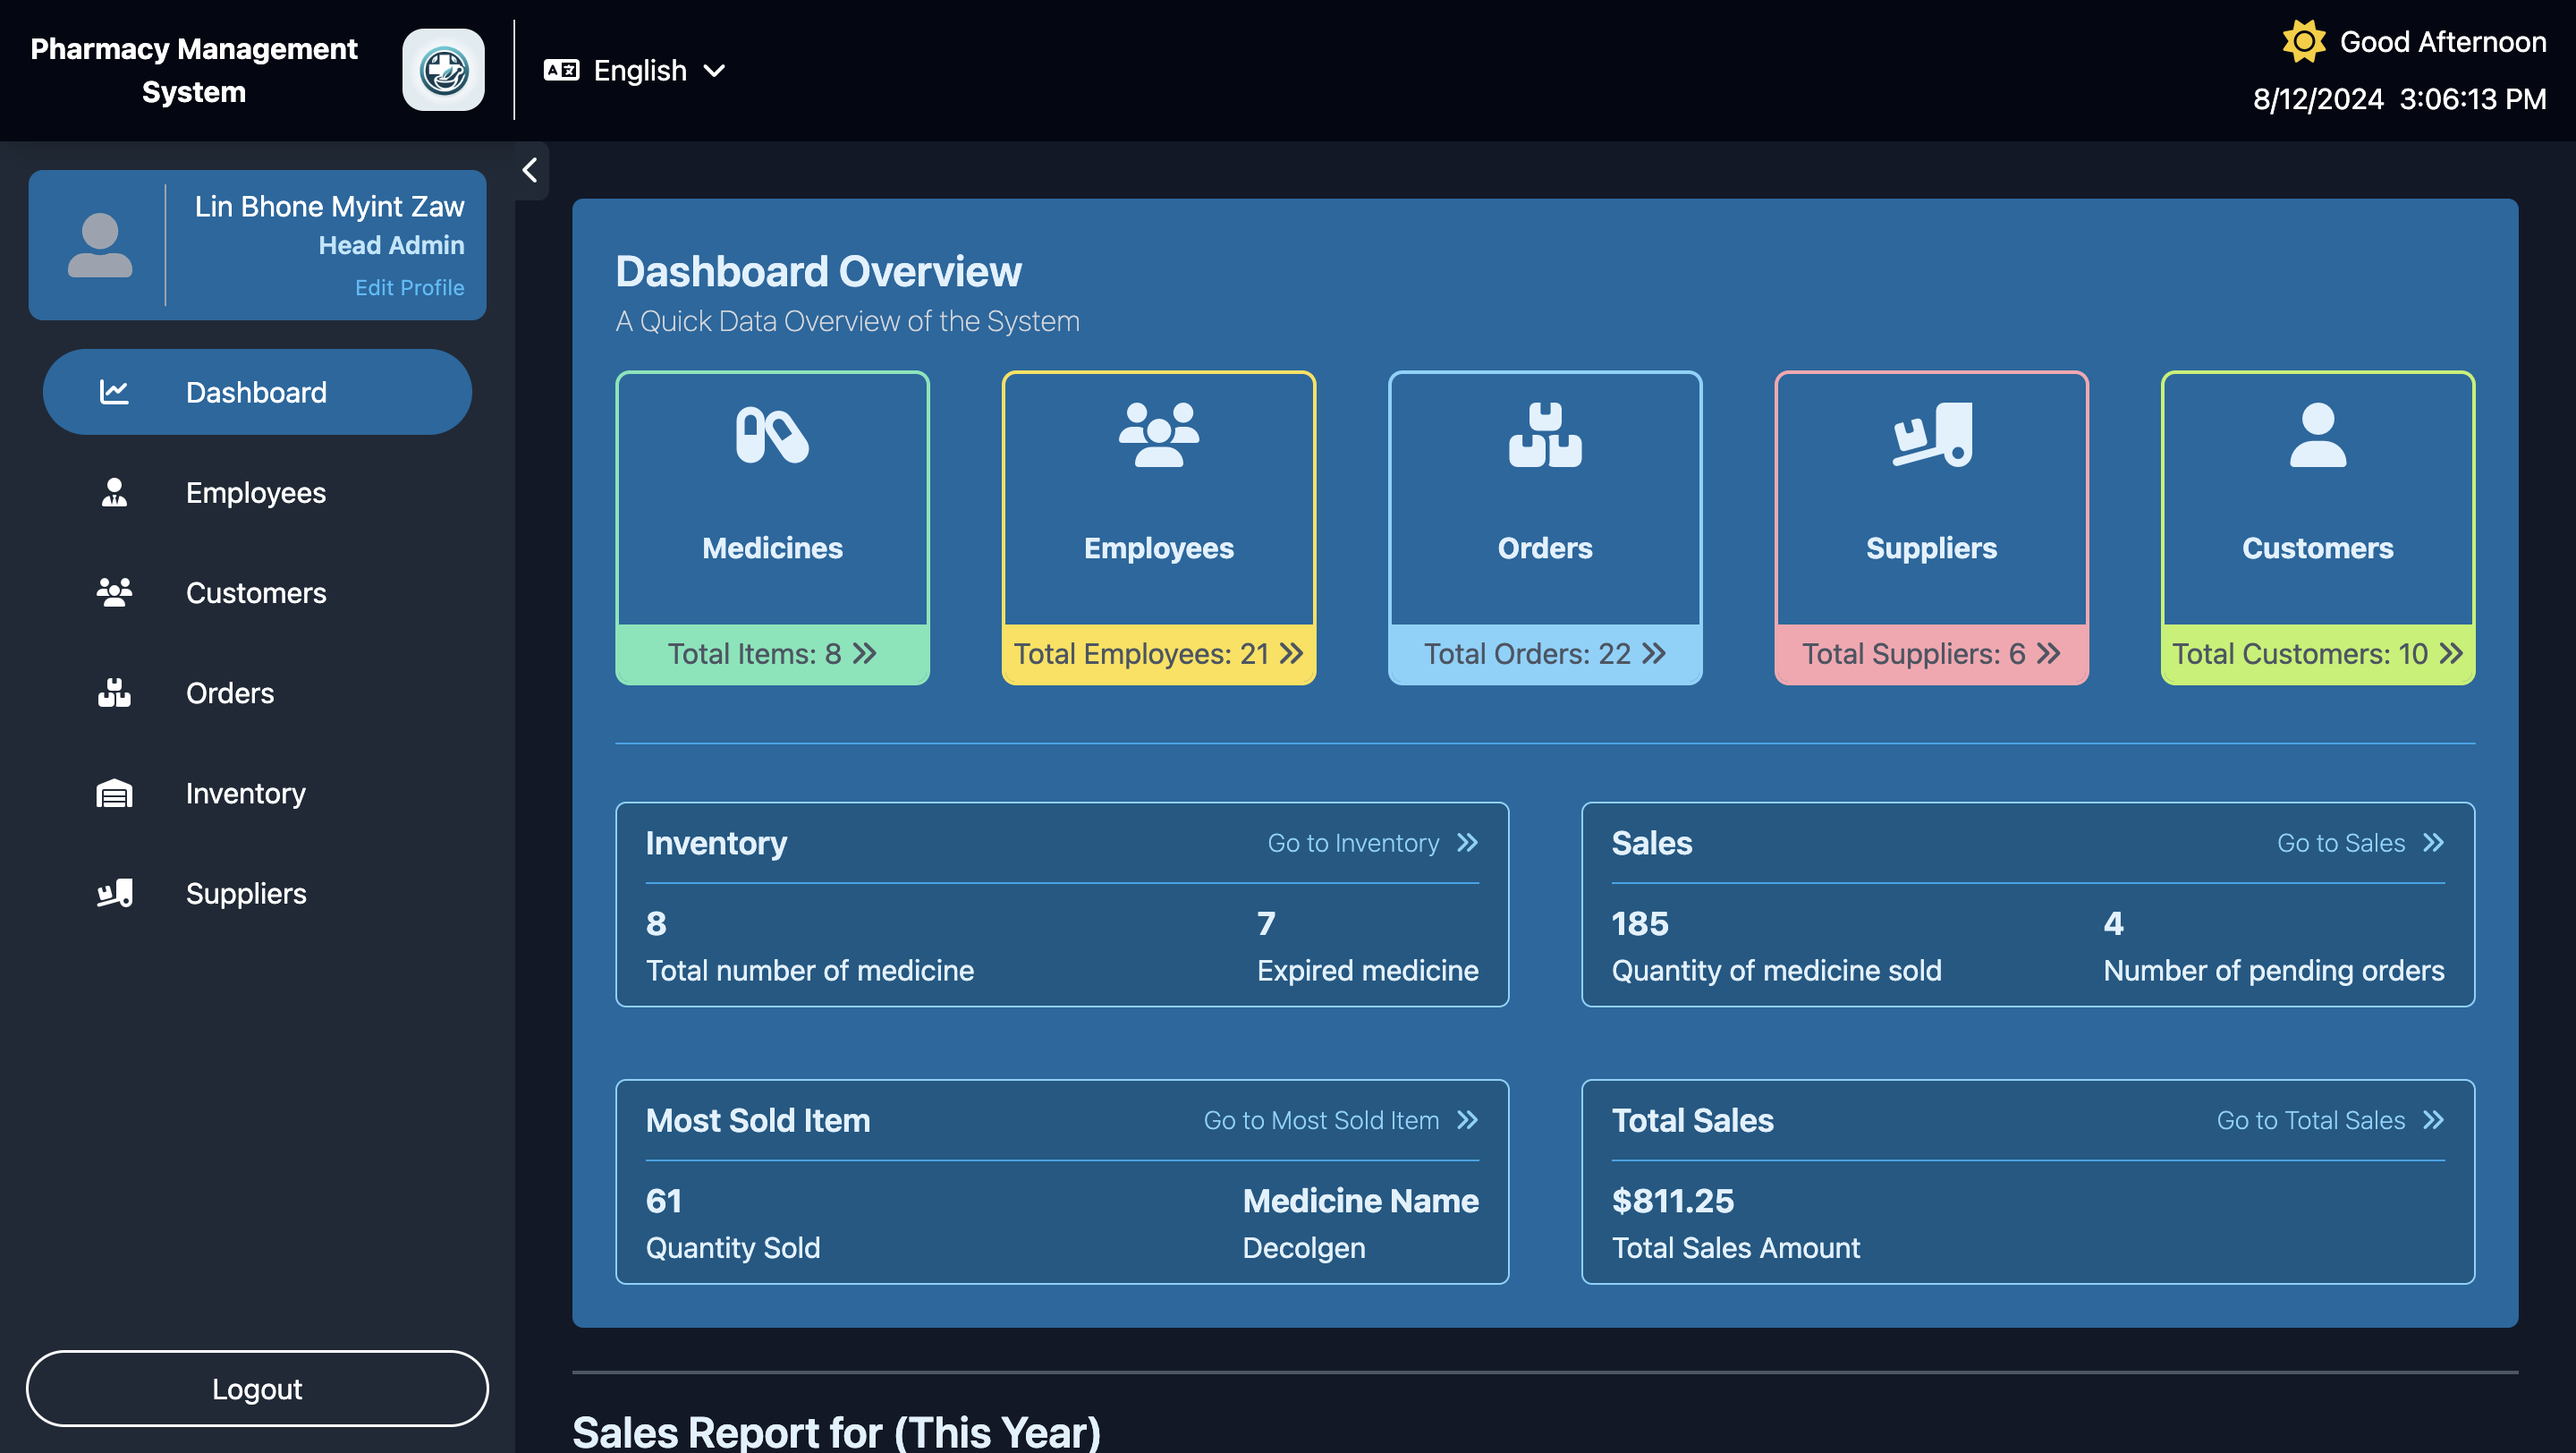 Pharmacy Management
System
English
Good Afternoon
8/12/2024 3:06:13 PM
Lin Bhone Myint Zaw
Head Admin
Edit Profile
Dashboard
Employees
Customers
Orders
Inventory
Suppliers
Logout
Dashboard Overview
A Quick Data Overview of the System
Medicines
Total Items: 8
Employees
Total Employees: 21
Orders
Total Orders: 22
Suppliers
Total Suppliers: 6
Customers
Total Customers: 10
Inventory
Go to Inventory
8
Total number of medicine
7
Expired medicine
Sales
Go to Sales
185
Quantity of medicine sold
4
Number of pending orders
Most Sold Item
Go to Most Sold Item
61
Quantity Sold
Medicine Name
Decolgen
Total Sales
Go to Total Sales
$811.25
Total Sales Amount
Sales Report for (This Year)